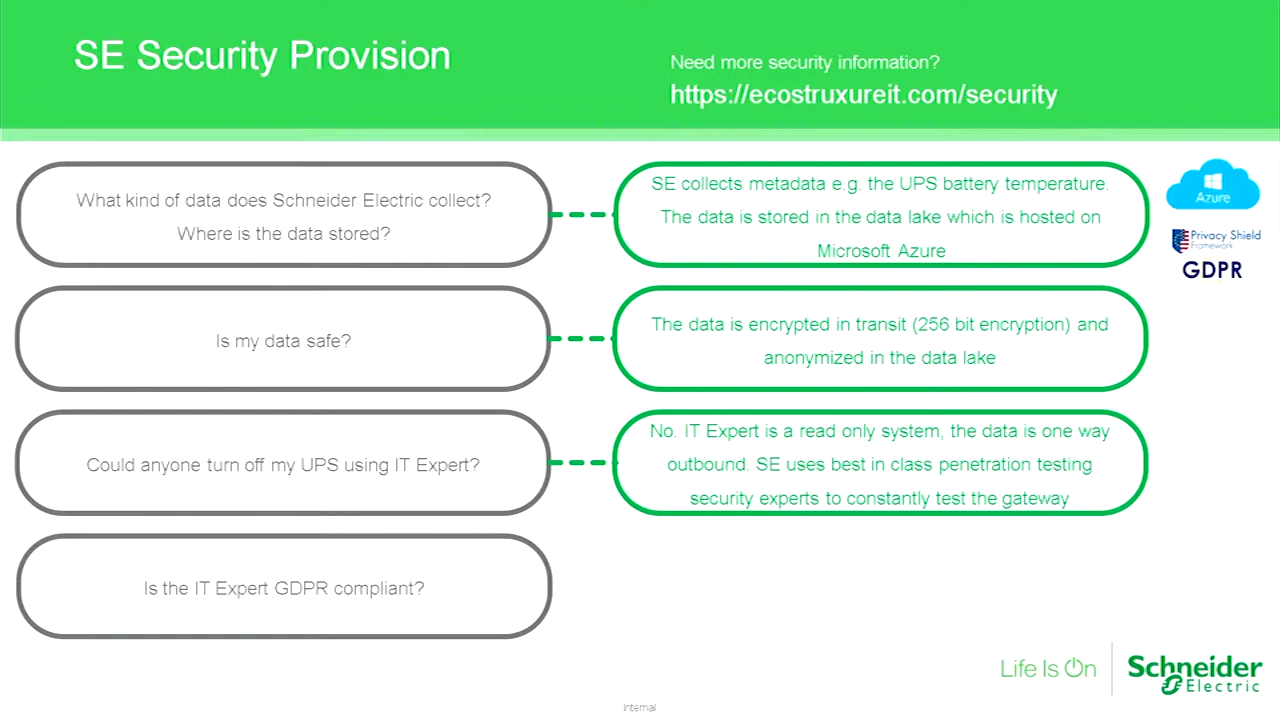 SE Security Provision
Need more security information?
https://ecostruxureit.com/security
What kind of data does Schneider Electric collect?
Where is the data stored?
SE collects metadata e.g. the UPS battery temperature.
The data is stored in the data lake which is hosted on
Microsoft Azure
Azure
Privacy Shield
Framework
GDPR
Is my data safe?
The data is encrypted in transit (256 bit encryption) and
anonymized in the data lake
Could anyone turn off my UPS using IT Expert?
No. IT Expert is a read only system, the data is one way
outbound. SE uses best in class penetration testing
security experts to constantly test the gateway
Is the IT Expert GDPR compliant?
Life Is On
Schneider
Electric
Internal